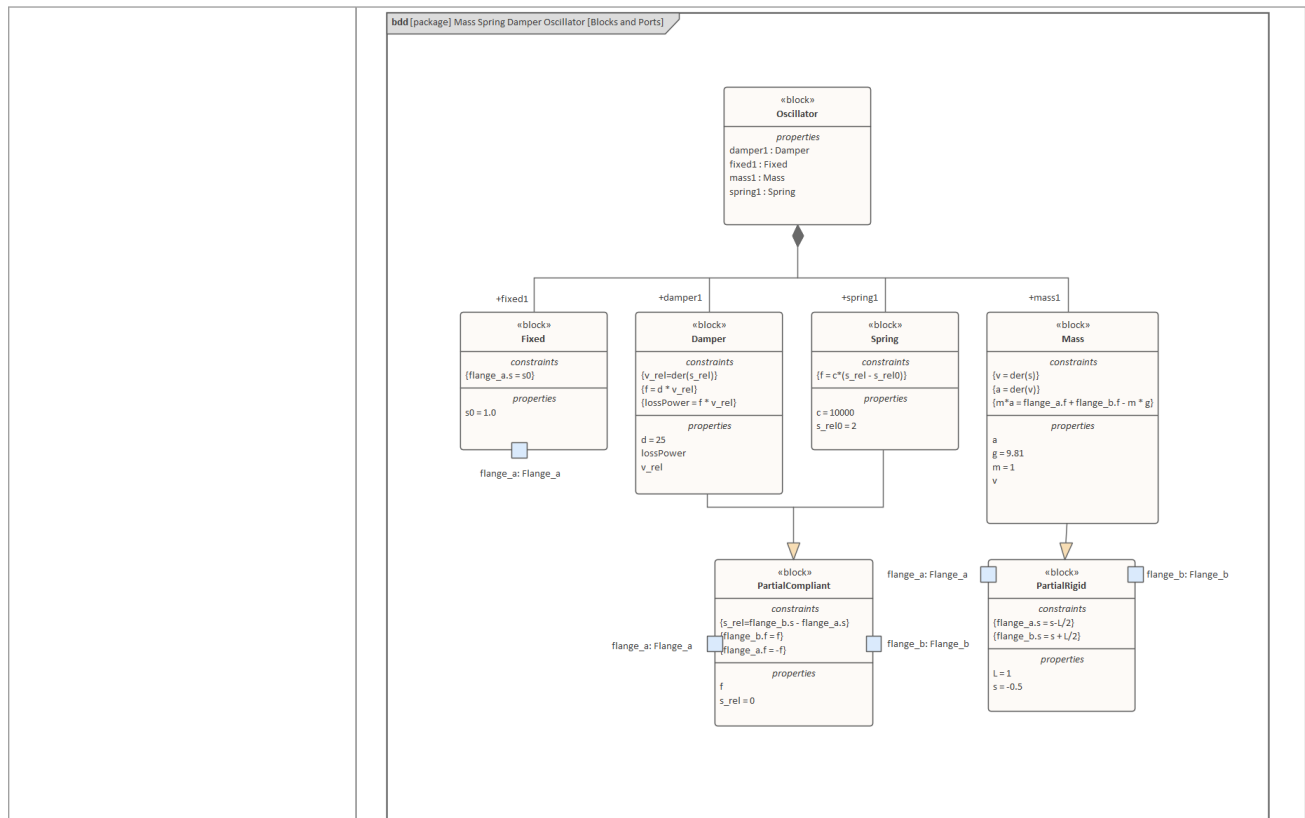 bdd [package] Mass Spring Damper Oscillator [Blocks and Ports]
«block»
Oscillator
properties
damper1 : Damper
fixed1 : Fixed
mass1 : Mass
spring1 : Spring
+fixed1
+damper1
+spring1
+mass1
«block»
Fixed
constraints
{flange_a.s = s0}
properties
s0 = 1.0
flange_a: Flange_a
«block»
Damper
constraints
{v_rel=der(s_rel)}
{f = d * v_rel}
{lossPower = f * v_rel}
properties
d = 25
lossPower
v_rel
«block»
Spring
constraints
{f = c*(s_rel - s_rel0)}
properties
c = 10000
s_rel0 = 2
«block»
Mass
constraints
{v = der(s)}
{a = der(v)}
{m*a = flange_a.f + flange_b.f - m * g}
properties
a
g = 9.81
m = 1
v
«block»
PartialCompliant
constraints
{s_rel=flange_b.s - flange_a.s}
{flange_b.f = f}
{flange_a.f = -f}
properties
f
s_rel = 0
flange_a: Flange_a
flange_b: Flange_b
flange_a: Flange_a
«block»
PartialRigid
constraints
{flange_a.s = s-L/2}
{flange_b.s = s + L/2}
properties
L = 1
s = -0.5
flange_b: Flange_b